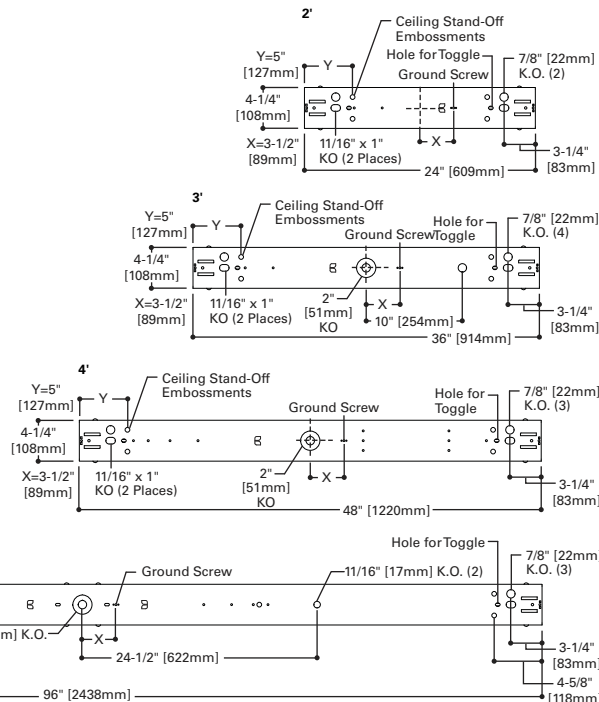 2'
Ceiling Stand-Off
Embossments
Y=5"
[127mm]
Y
Hole for Toggle
7/8" [22mm]
K.O. (2)
Ground Screw
4-1/4"
[108mm]
X=3-1/2"
[89mm]
11/16" x 1"
KO (2 Places)
X
3-1/4"
[83mm]
24" [609mm]
3'
Ceiling Stand-Off
Embossments
Y=5"
[127mm]
Y
Ground Screw
Hole for
Toggle
7/8" [22mm]
K.O. (4)
4-1/4"
[108mm]
X=3-1/2"
[89mm]
11/16" x 1"
KO (2 Places)
2"
[51mm]
KO
X
10" [254mm]
3-1/4"
[83mm]
36" [914mm]
4'
Ceiling Stand-Off
Embossments
Y=5"
[127mm]
Y
Ground Screw
Hole for
Toggle
7/8" [22mm]
K.O. (3)
4-1/4"
[108mm]
X=3-1/2"
[89mm]
11/16" x 1"
KO (2 Places)
2"
[51mm]
KO
X
3-1/4"
[83mm]
48" [1220mm]
Hole for Toggle
Ground Screw
11/16" [17mm] K.O. (2)
7/8" [22mm]
K.O. (3)
m] K.O.
X
24-1/2" [622mm]
3-1/4"
[83mm]
4-5/8"
[118mm]
96" [2438mm]